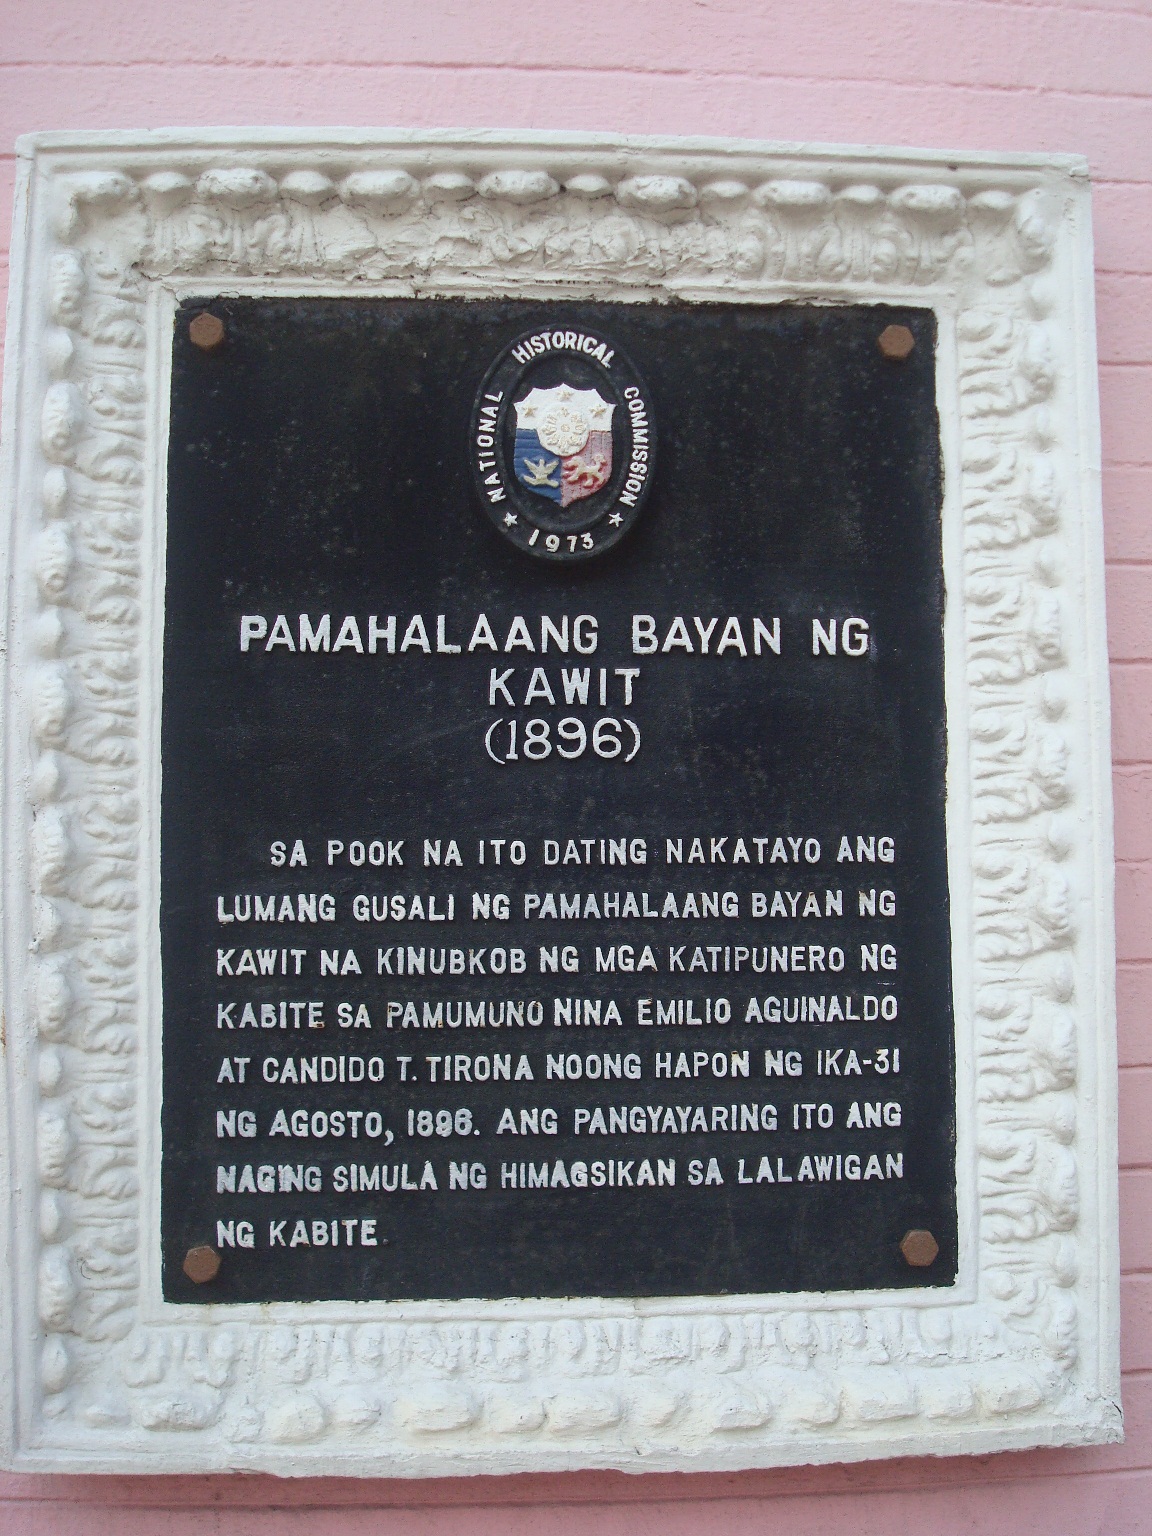 NATIONAL HISTORICAL COMMISSION
1973
PAMAHALAANG BAYAN NG
KAWIT
(1896)
SA POOK NA ITO DATING NAKATAYO ANG
LUMANG GUSALI NG PAMAHALAANG BAYAN NG
KAWIT NA KINUBKOB NG MGA KATIPUNERO NG
KABITE SA PAMUMUNO NINA EMILIO AGUINALDO
AT CANDIDO T. TIRONA NOONG HAPON NG IKA-31
NG AGOSTO, 1896. ANG PANGYAYARING ITO ANG
NAGING SIMULA NG HIMAGSIKAN SA LALAWIGAN
NG KABITE.